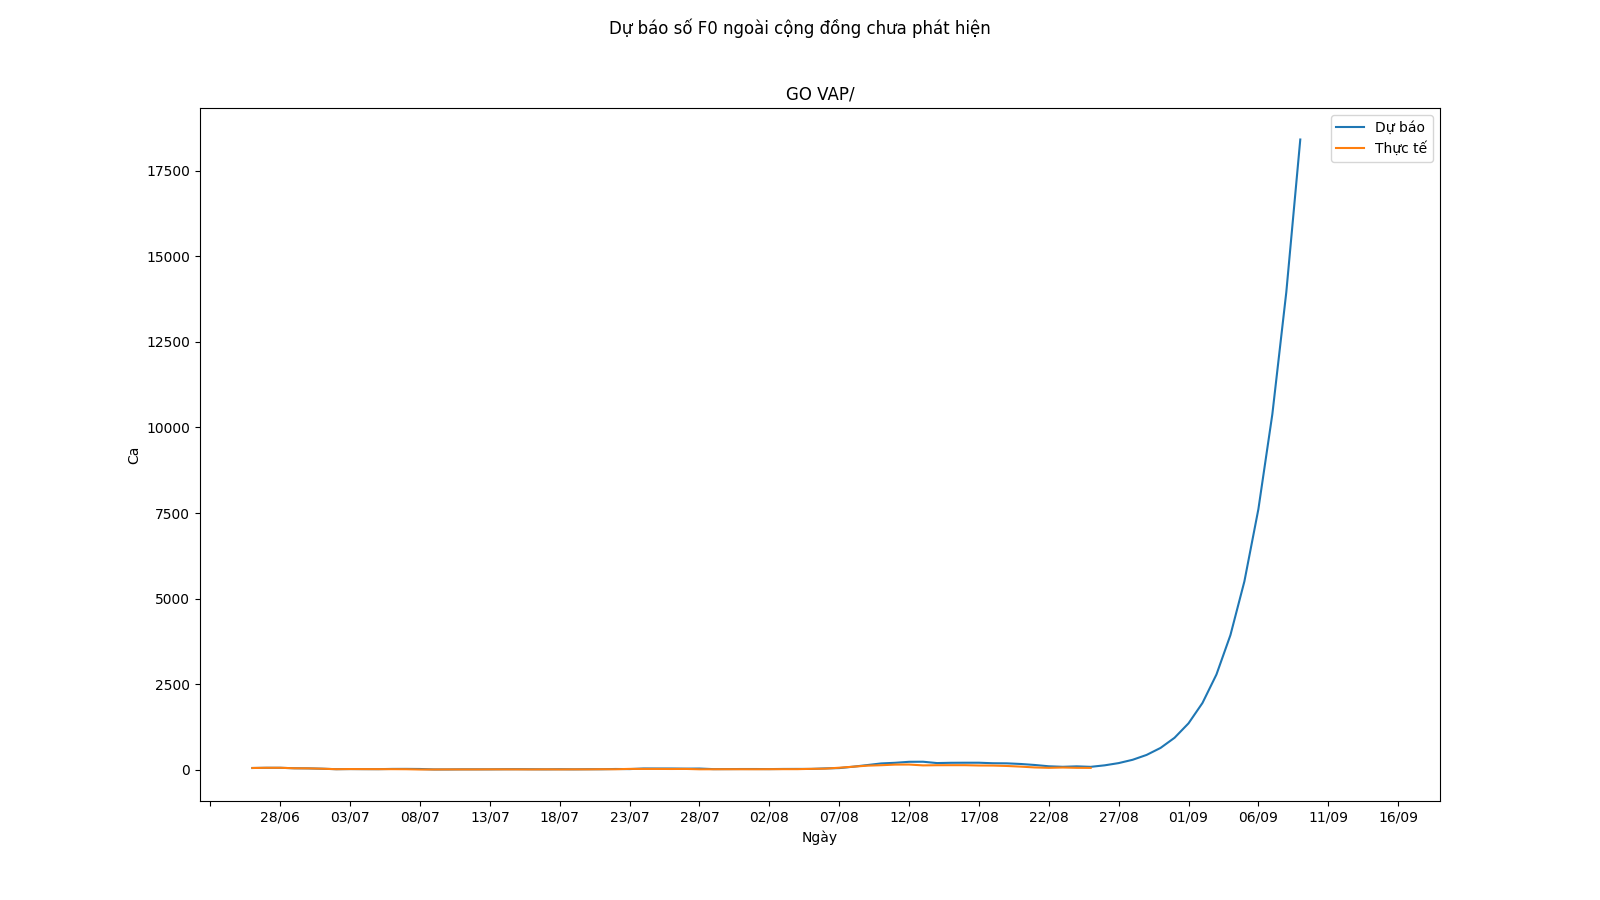 Dự báo số F0 ngoài cộng đồng chưa phát hiện
GO VAP/
Dự báo
Thực tế
17500
15000
12500
10000
7500
5000
2500
0
Ca
28/06 03/07 08/07 13/07 18/07 23/07 28/07 02/08 07/08 12/08 17/08 22/08 27/08 01/09 06/09 11/09 16/09
Ngày